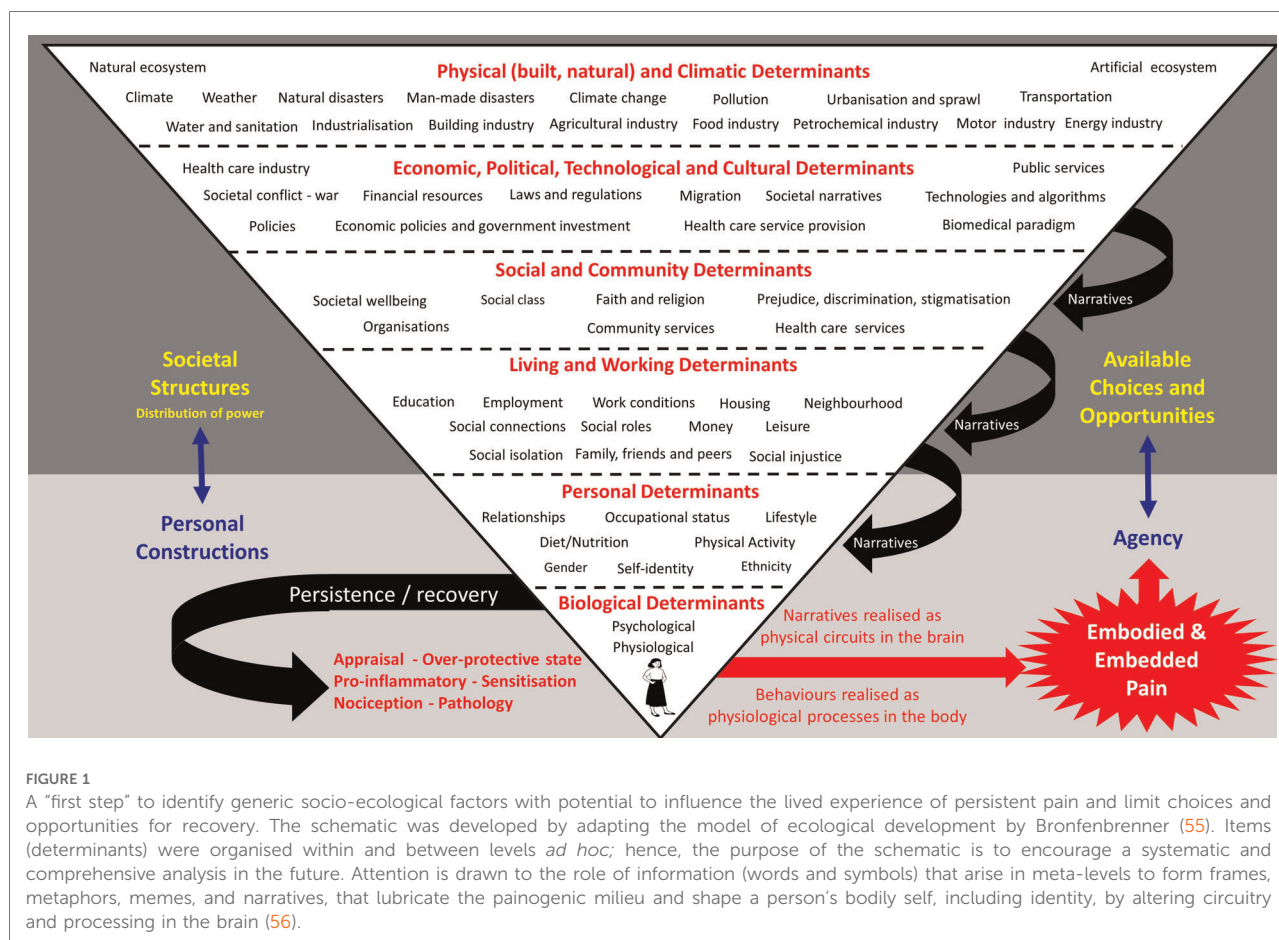 Natural ecosystem
Physical (built, natural) and Climatic Determinants
Artificial ecosystem
Climate Weather Natural disasters Man-made disasters Climate change Pollution Urbanisation and sprawl Transportation
Water and sanitation Industrialisation Building industry Agricultural industry Food industry Petrochemical industry Motor industry Energy industry
Health care industry
Economic, Political, Technological and Cultural Determinants
Public services
Societal conflict - war Financial resources Laws and regulations Migration Societal narratives Technologies and algorithms
Policies Economic policies and government investment Health care service provision Biomedical paradigm
Social and Community Determinants
Societal wellbeing Social class Faith and religion Prejudice, discrimination, stigmatisation
Narratives
Organisations Community services Health care services
Societal
Structures
Distribution of power
Living and Working Determinants
Available
Choices and
Opportunities
Education Employment Work conditions Housing Neighbourhood
Social connections Social roles Money Leisure
Narratives
Social isolation Family, friends and peers Social injustice
Personal Determinants
Personal
Constructions
Relationships Occupational status Lifestyle
Diet/Nutrition Physical Activity
Narratives
Agency
Gender Self-identity Ethnicity
Persistence / recovery
Biological Determinants
Psychological
Physiological
Narratives realised as
physical circuits in the brain
Appraisal - Over-protective state
Pro-inflammatory - Sensitisation
Nociception - Pathology
Behaviours realised as
physiological processes in the body
Embodied &
Embedded
Pain
FIGURE 1
A “first step” to identify generic socio-ecological factors with potential to influence the lived experience of persistent pain and limit choices and
opportunities for recovery. The schematic was developed by adapting the model of ecological development by Bronfenbrenner (55). Items
(determinants) were organised within and between levels ad hoc; hence, the purpose of the schematic is to encourage a systematic and
comprehensive analysis in the future. Attention is drawn to the role of information (words and symbols) that arise in meta-levels to form frames,
metaphors, memes, and narratives, that lubricate the painogenic milieu and shape a person’s bodily self, including identity, by altering circuitry
and processing in the brain (56).